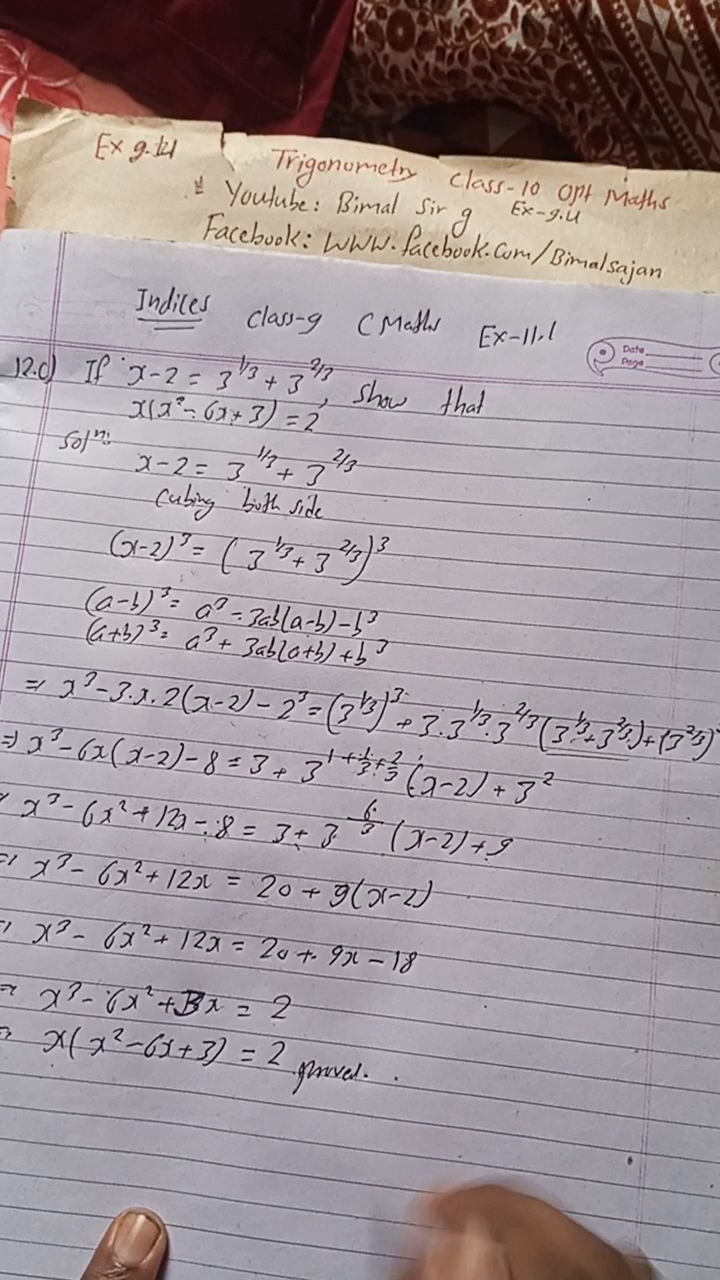 Ex 9.4
Trigonometry Class-10 Opt Maths
Youtube: Bimal Sir g Ex-9.4
Facebook: WWW.facebook.com/Bimalsajan
Indices Class-9 C Maths Ex-11.1
Date
Page
12.c) If x-2 = 3^{1/3} + 3^{2/3}, show that
x(x²-6x+3) = 2
Solⁿ:
x-2 = 3^{1/3} + 3^{2/3}
Cubing both side
(x-2)³ = (3^{1/3} + 3^{2/3})³
(a-b)³ = a³ - 3ab(a-b) - b³
(a+b)³ = a³ + 3ab(a+b) + b³
⇒ x³ - 3.x.2(x-2) - 2³ = (3^{1/3})³ + 3.3^{1/3}.3^{2/3}(3^{1/3} + 3^{2/3}) + (3^{2/3})³
⇒ x³ - 6x(x-2) - 8 = 3 + 3^{1+1/3+2/3}(x-2) + 3²
x³ - 6x² + 12x - 8 = 3 + 3^{6/3}(x-2) + 9
⇒ x³ - 6x² + 12x = 20 + 9(x-2)
⇒ x³ - 6x² + 12x = 20 + 9x - 18
⇒ x³ - 6x² + 3x = 2
⇒ x(x² - 6x + 3) = 2 proved.